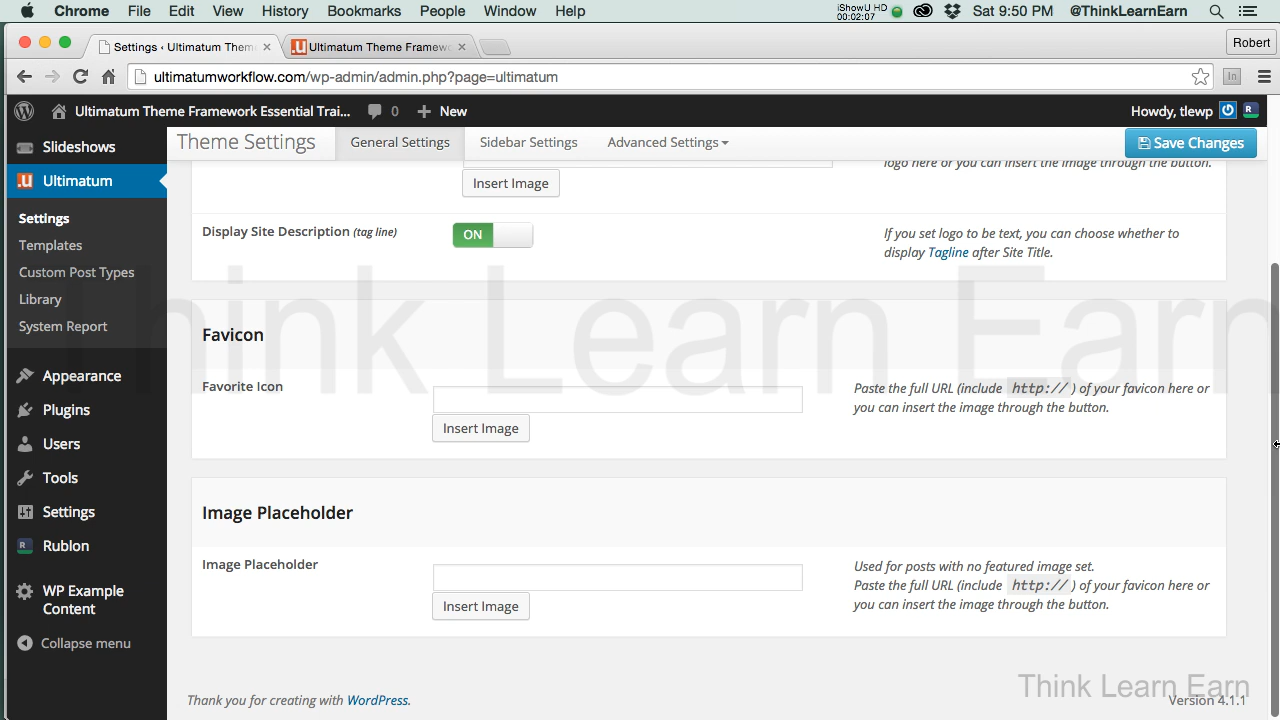 Chrome File Edit View History Bookmarks People Window Help iShowU HD 00:02:07 Sat 9:50 PM @ThinkLearnEarn
Settings ‹ Ultimatum Them × Ultimatum Theme Framewo × Robert
ultimatumworkflow.com/wp-admin/admin.php?page=ultimatum
Ultimatum Theme Framework Essential Trai... 0 New Howdy, tlewp
Slideshows
Ultimatum
Settings
Templates
Custom Post Types
Library
System Report
Appearance
Plugins
Users
Tools
Settings
Rublon
WP Example
Content
Collapse menu
Theme Settings General Settings Sidebar Settings Advanced Settings Save Changes
logo here or you can insert the image through the button.
Insert Image
Display Site Description (tag line) ON
If you set logo to be text, you can choose whether to
display Tagline after Site Title.
Think Learn Earn
Favicon
Favorite Icon
Paste the full URL (include http://) of your favicon here or
you can insert the image through the button.
Insert Image
Image Placeholder
Image Placeholder
Used for posts with no featured image set.
Paste the full URL (include http://) of your favicon here or
you can insert the image through the button.
Insert Image
Think Learn Earn
Thank you for creating with WordPress. Version 4.1.1